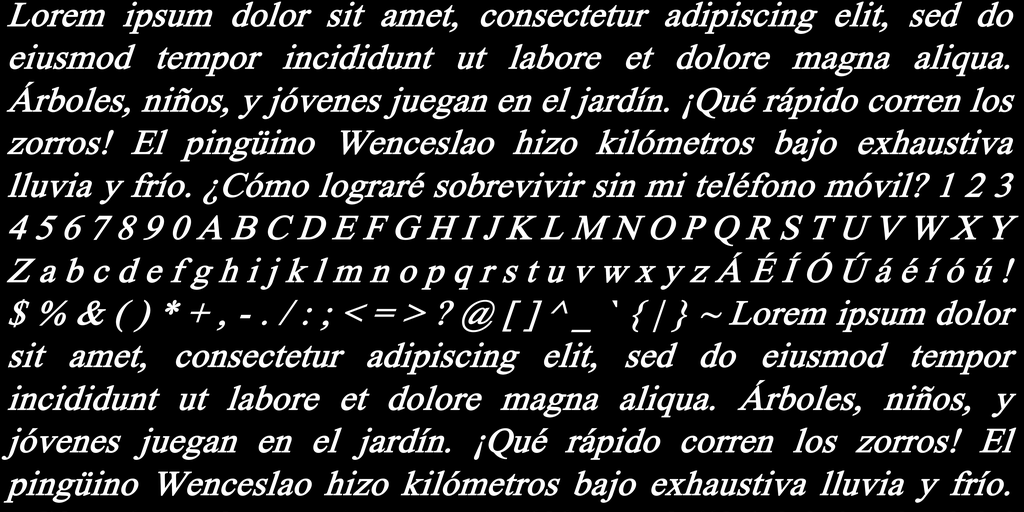 Lorem ipsum dolor sit amet, consectetur adipiscing elit, sed do
eiusmod tempor incididunt ut labore et dolore magna aliqua.
Árboles, niños, y jóvenes juegan en el jardín. ¡Qué rápido corren los
zorros! El pingüino Wenceslao hizo kilómetros bajo exhaustiva
lluvia y frío. ¿Cómo lograré sobrevivir sin mi teléfono móvil? 1 2 3
4 5 6 7 8 9 0 A B C D E F G H I J K L M N O P Q R S T U V W X Y
Z a b c d e f g h i j k l m n o p q r s t u v w x y z Á É Í Ó Ú á é í ó ú !
$ % & ( ) * + , - . / : ; < = > ? @ [ ] ^ _ ` { | } ~ Lorem ipsum dolor
sit amet, consectetur adipiscing elit, sed do eiusmod tempor
incididunt ut labore et dolore magna aliqua. Árboles, niños, y
jóvenes juegan en el jardín. ¡Qué rápido corren los zorros! El
pingüino Wenceslao hizo kilómetros bajo exhaustiva lluvia y frío.